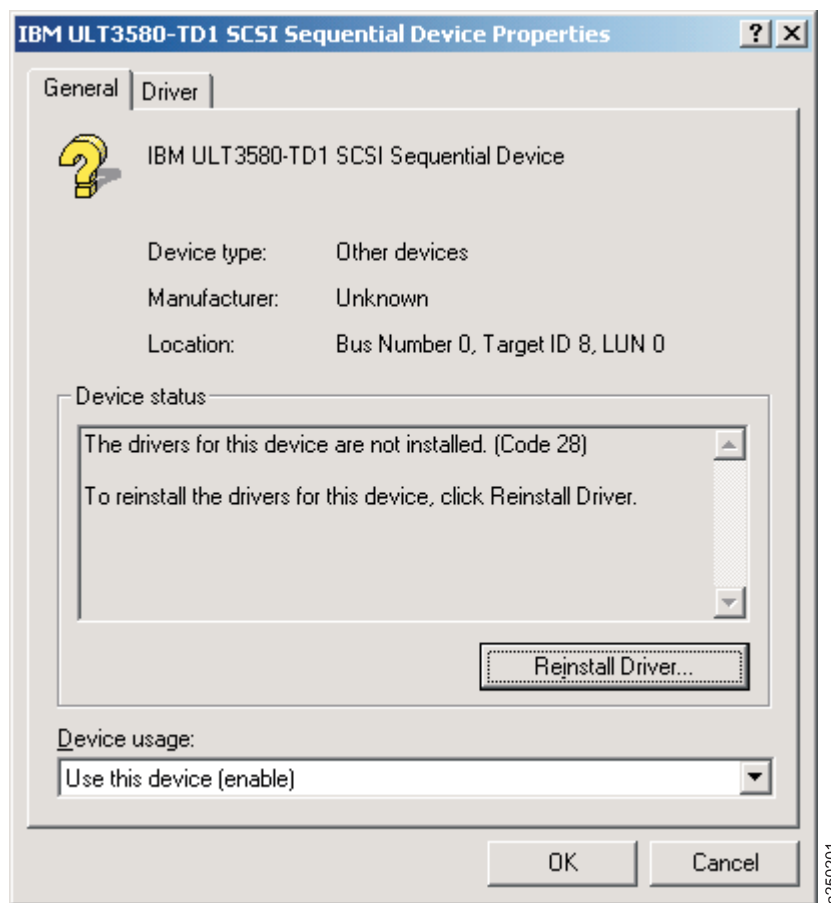 IBM ULT3580-TD1 SCSI Sequential Device Properties
General
Driver
IBM ULT3580-TD1 SCSI Sequential Device
Device type: Other devices
Manufacturer: Unknown
Location: Bus Number 0, Target ID 8, LUN 0
Device status
The drivers for this device are not installed. (Code 28)
To reinstall the drivers for this device, click Reinstall Driver.
Reinstall Driver...
Device usage:
Use this device (enable)
OK
Cancel